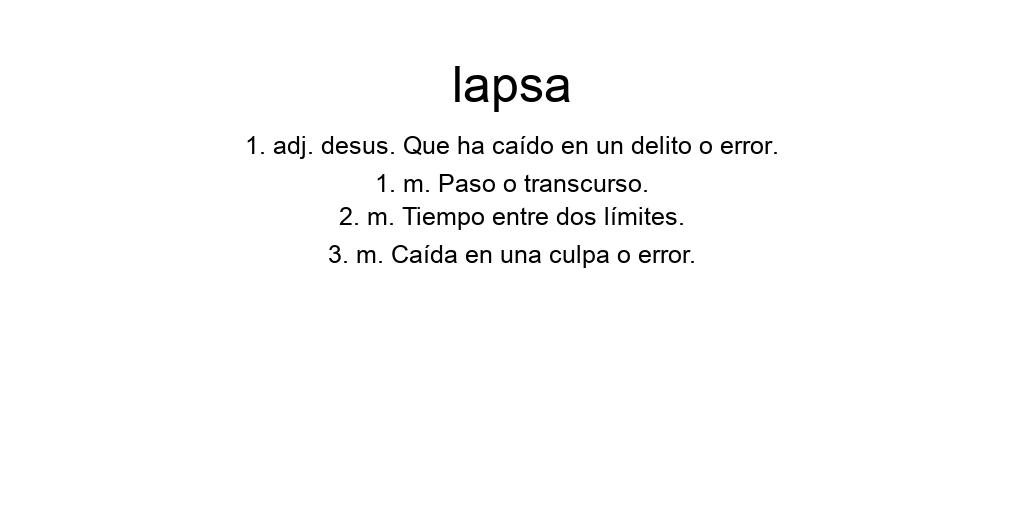 lapsa
1. adj. desus. Que ha caído en un delito o error.
1. m. Paso o transcurso.
2. m. Tiempo entre dos límites.
3. m. Caída en una culpa o error.